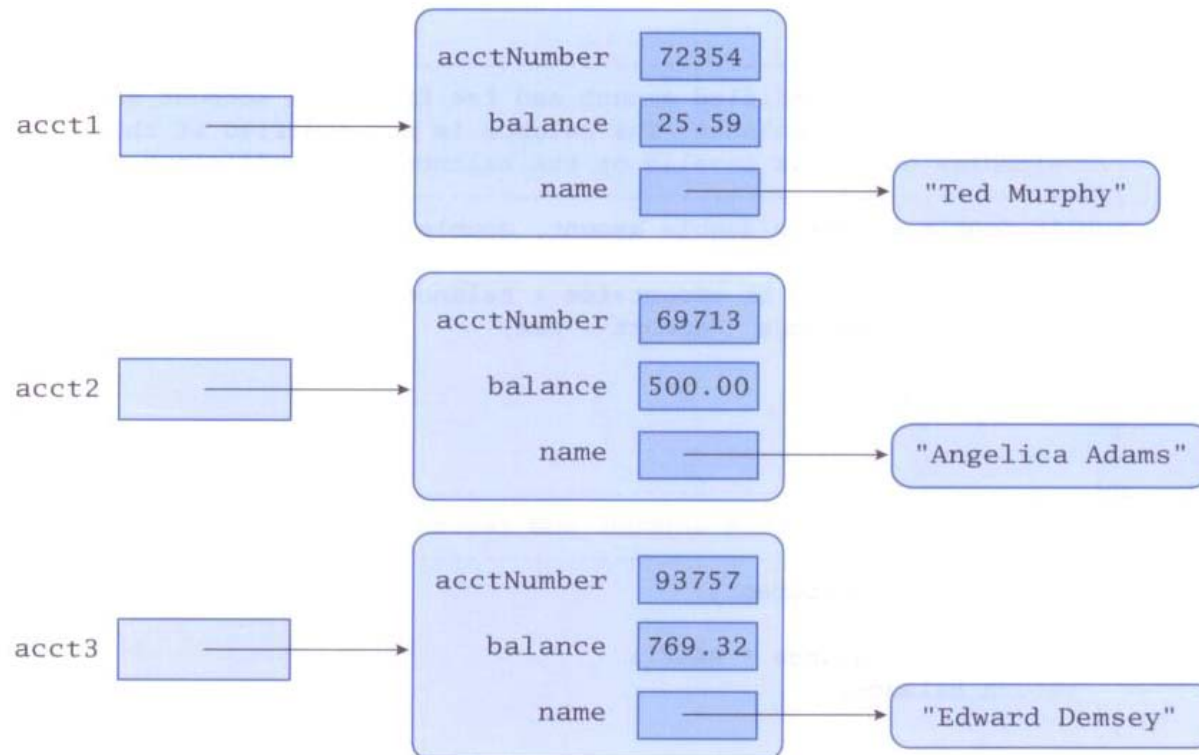 acctNumber 72354
acct1
balance 25.59
name
"Ted Murphy"
acctNumber 69713
acct2
balance 500.00
name
"Angelica Adams"
acctNumber 93757
acct3
balance 769.32
name
"Edward Demsey"